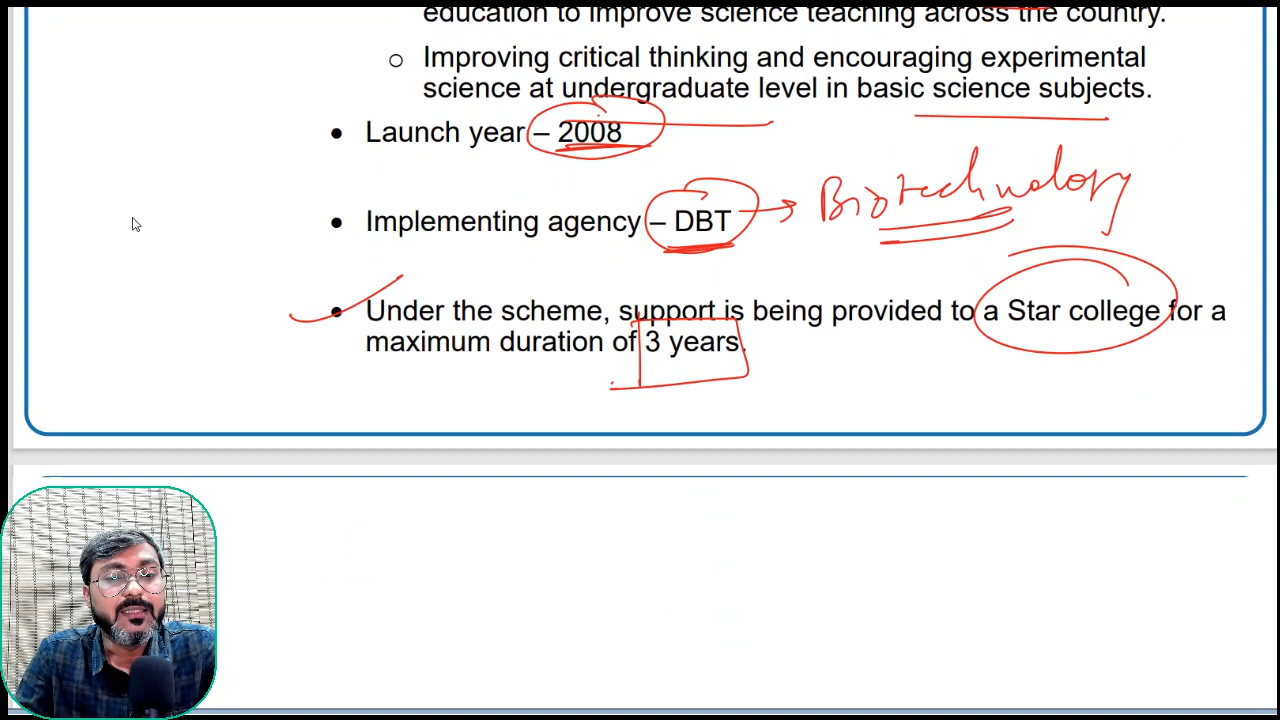 education to improve science teaching across the country.
o Improving critical thinking and encouraging experimental
science at undergraduate level in basic science subjects.
• Launch year – 2008
• Implementing agency – DBT → Biotechnology
• Under the scheme, support is being provided to a Star college for a
maximum duration of 3 years.